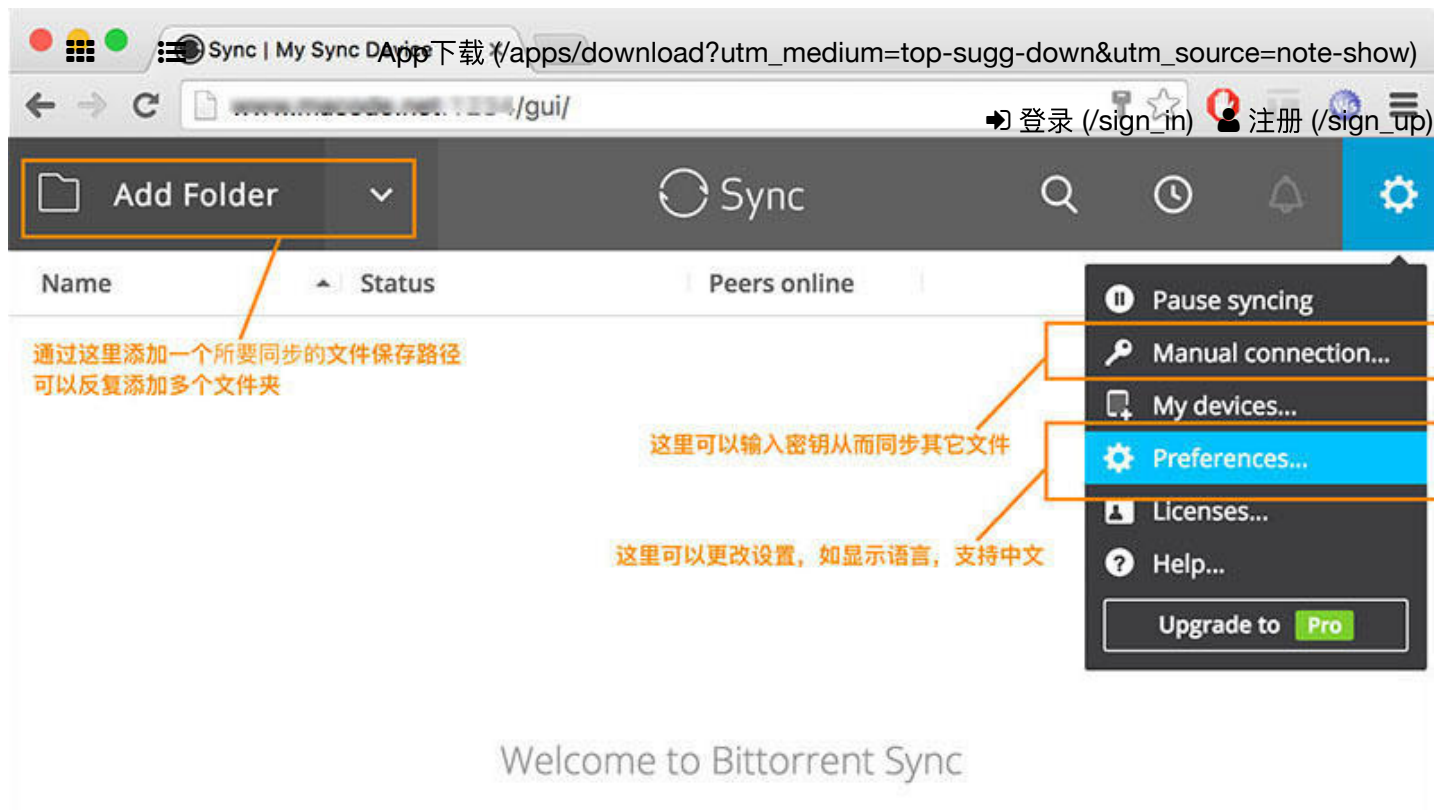 Sync | My Sync Device
App下载 (/apps/download?utm_medium=top-sugg-down&utm_source=note-show)
/gui/
登录 (/sign_in)
注册 (/sign_up)
Add Folder
Sync
Name
Status
Peers online
Pause syncing
Manual connection...
My devices...
Preferences...
Licenses...
Help...
Upgrade to Pro
通过这里添加一个所要同步的文件保存路径
可以反复添加多个文件夹
这里可以输入密钥从而同步其它文件
这里可以更改设置，如显示语言，支持中文
Welcome to Bittorrent Sync